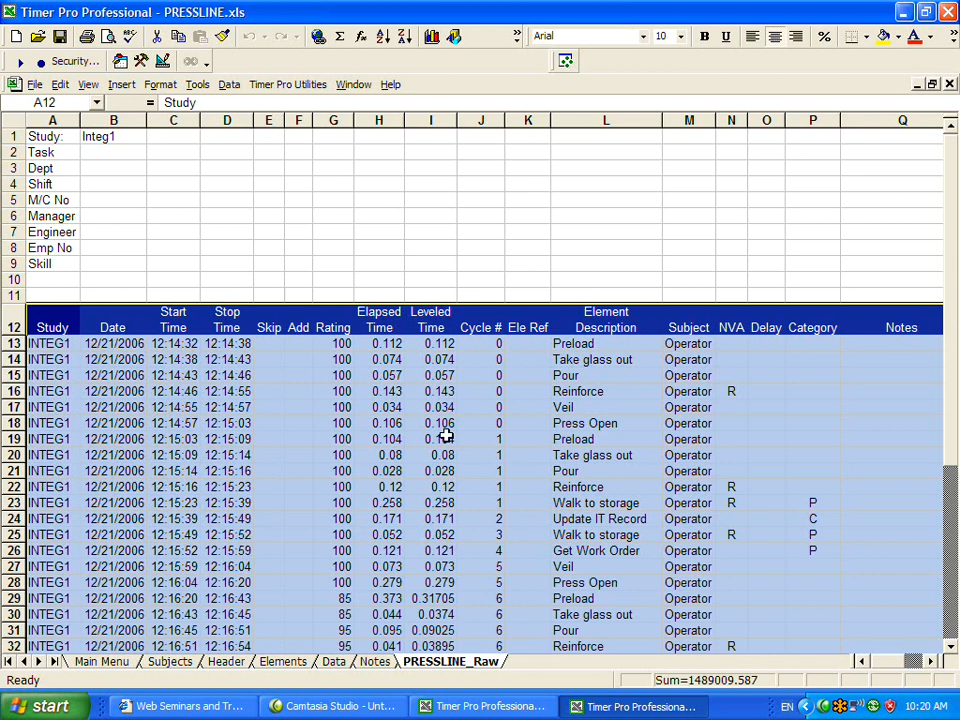 Timer Pro Professional - PRESSLINE.xls
Arial 10 B U % A
Security...
File Edit View Insert Format Tools Data Timer Pro Utilities Window Help
A12 = Study
A B C D E F G H I J K L M N O P Q
1 Study: Integ1
2 Task
3 Dept
4 Shift
5 M/C No
6 Manager
7 Engineer
8 Emp No
9 Skill
10
11
Start Stop Elapsed Leveled Element
12 Study Date Time Time Skip Add Rating Time Time Cycle # Ele Ref Description Subject NVA Delay Category Notes
13 INTEG1 12/21/2006 12:14:32 12:14:38 100 0.112 0.112 0 Preload Operator
14 INTEG1 12/21/2006 12:14:38 12:14:43 100 0.074 0.074 0 Take glass out Operator
15 INTEG1 12/21/2006 12:14:43 12:14:46 100 0.057 0.057 0 Pour Operator
16 INTEG1 12/21/2006 12:14:46 12:14:55 100 0.143 0.143 0 Reinforce Operator R
17 INTEG1 12/21/2006 12:14:55 12:14:57 100 0.034 0.034 0 Veil Operator
18 INTEG1 12/21/2006 12:14:57 12:15:03 100 0.106 0.106 0 Press Open Operator
19 INTEG1 12/21/2006 12:15:03 12:15:09 100 0.104 1 Preload Operator
20 INTEG1 12/21/2006 12:15:09 12:15:14 100 0.08 0.08 1 Take glass out Operator
21 INTEG1 12/21/2006 12:15:14 12:15:16 100 0.028 0.028 1 Pour Operator
22 INTEG1 12/21/2006 12:15:16 12:15:23 100 0.12 0.12 1 Reinforce Operator R
23 INTEG1 12/21/2006 12:15:23 12:15:39 100 0.258 0.258 1 Walk to storage Operator R P
24 INTEG1 12/21/2006 12:15:39 12:15:49 100 0.171 0.171 2 Update IT Record Operator C
25 INTEG1 12/21/2006 12:15:49 12:15:52 100 0.052 0.052 3 Walk to storage Operator R P
26 INTEG1 12/21/2006 12:15:52 12:15:59 100 0.121 0.121 4 Get Work Order Operator P
27 INTEG1 12/21/2006 12:15:59 12:16:04 100 0.073 0.073 5 Veil Operator
28 INTEG1 12/21/2006 12:16:04 12:16:20 100 0.279 0.279 5 Press Open Operator
29 INTEG1 12/21/2006 12:16:20 12:16:43 85 0.373 0.31705 6 Preload Operator
30 INTEG1 12/21/2006 12:16:43 12:16:45 85 0.044 0.0374 6 Take glass out Operator
31 INTEG1 12/21/2006 12:16:45 12:16:51 95 0.095 0.09025 6 Pour Operator
32 INTEG1 12/21/2006 12:16:51 12:16:54 95 0.041 0.03895 6 Reinforce Operator R
Main Menu Subjects Header Elements Data Notes PRESSLINE_Raw
Ready Sum=1489009.587
start Web Seminars and Tr... Camtasia Studio - Unt... Timer Pro Professiona... Timer Pro Professiona... EN 10:20 AM